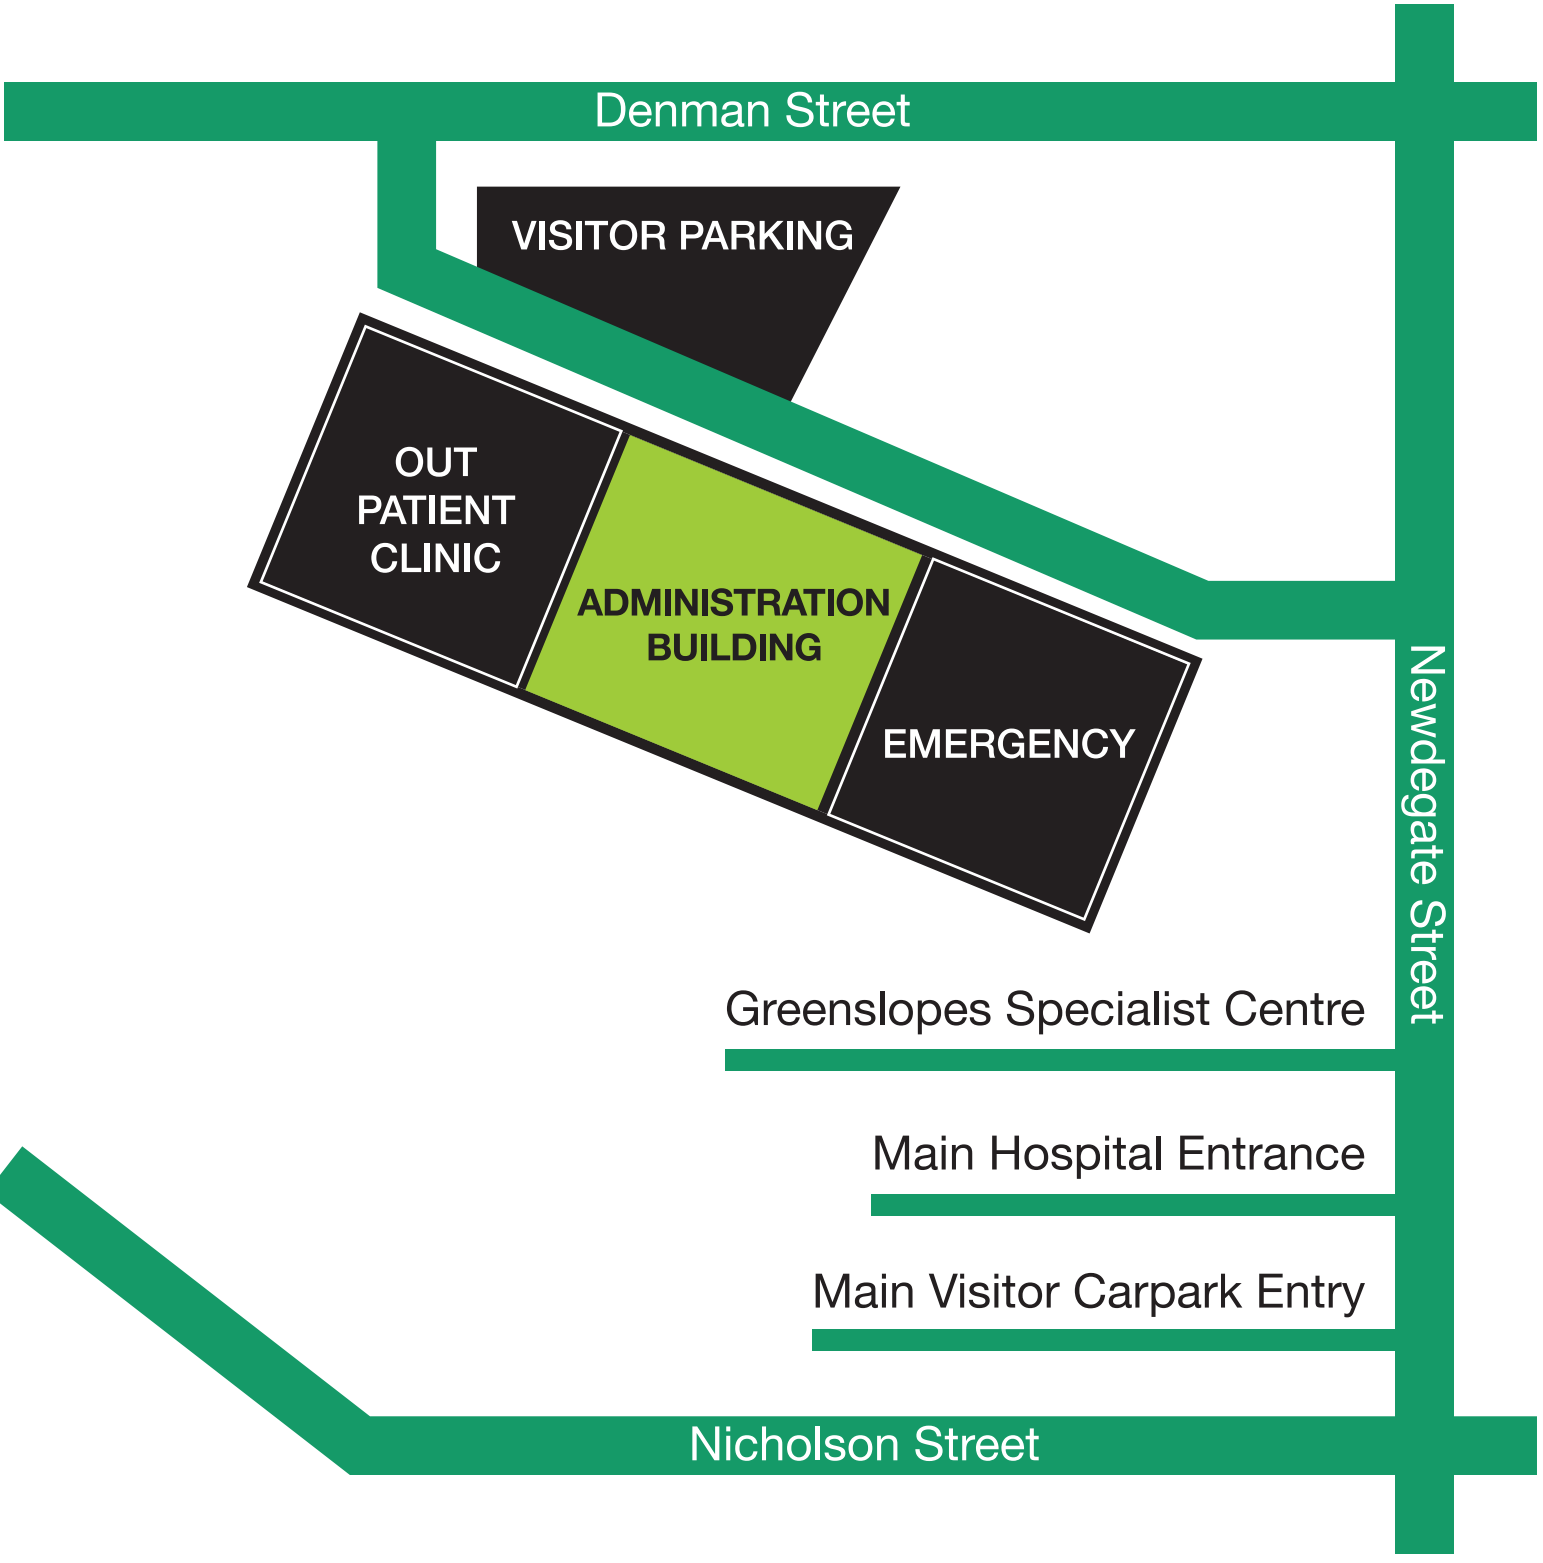 Denman Street
VISITOR PARKING
OUT
PATIENT
CLINIC
ADMINISTRATION
BUILDING
EMERGENCY
Newdegate Street
Greenslopes Specialist Centre
Main Hospital Entrance
Main Visitor Carpark Entry
Nicholson Street